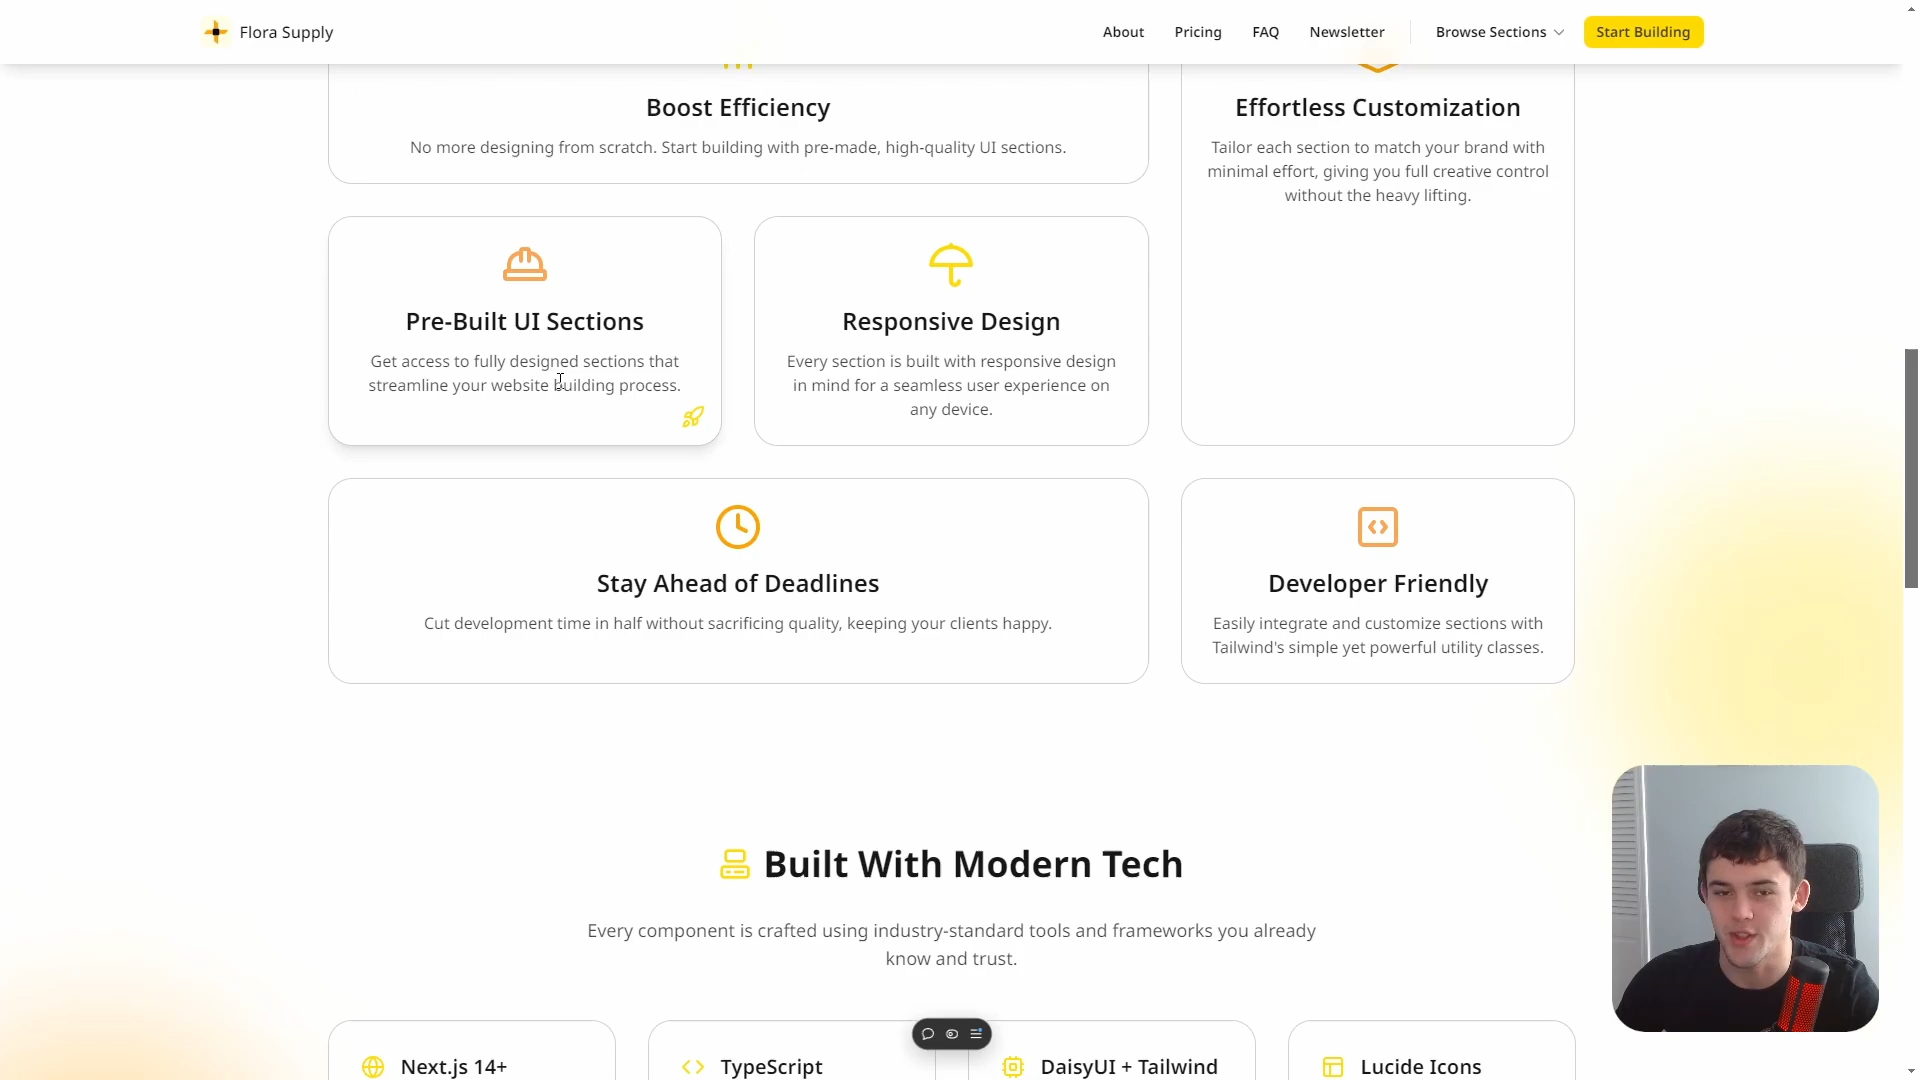 Flora Supply
About
Pricing
FAQ
Newsletter
Browse Sections
Start Building
Boost Efficiency
No more designing from scratch. Start building with pre-made, high-quality UI sections.
Effortless Customization
Tailor each section to match your brand with
minimal effort, giving you full creative control
without the heavy lifting.
Pre-Built UI Sections
Get access to fully designed sections that
streamline your website building process.
Responsive Design
Every section is built with responsive design
in mind for a seamless user experience on
any device.
Stay Ahead of Deadlines
Cut development time in half without sacrificing quality, keeping your clients happy.
Developer Friendly
Easily integrate and customize sections with
Tailwind's simple yet powerful utility classes.
Built With Modern Tech
Every component is crafted using industry-standard tools and frameworks you already
know and trust.
Next.js 14+
TypeScript
DaisyUI + Tailwind
Lucide Icons